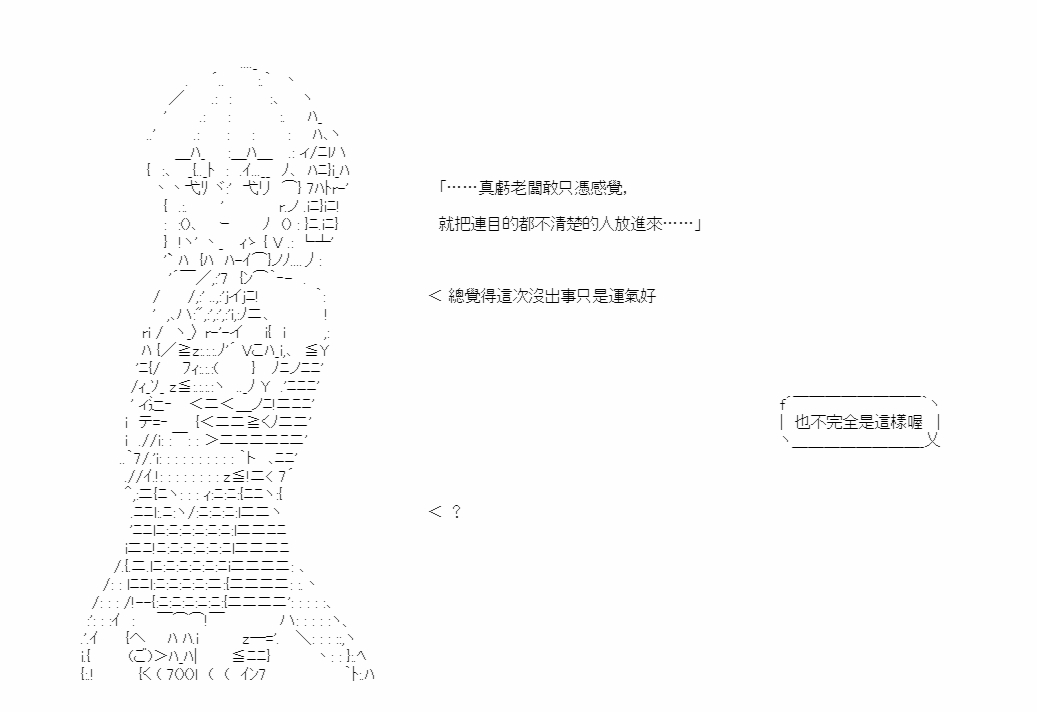 「……真虧老闆敢只憑感覺,
就把連目的都不清楚的人放進來……」
＜ 總覺得這次沒出事只是運氣好
也不完全是這樣喔
＜ ？